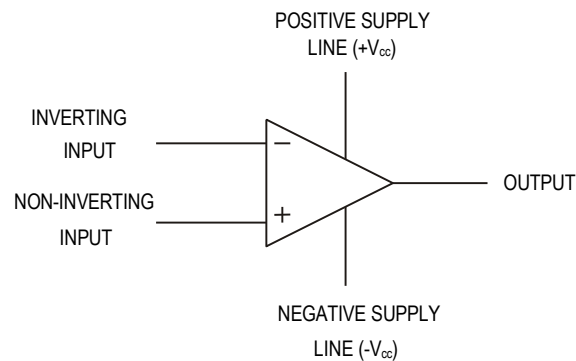 POSITIVE SUPPLY
LINE (+Vcc)
INVERTING
INPUT
−
NON-INVERTING
INPUT
+
OUTPUT
NEGATIVE SUPPLY
LINE (-Vcc)